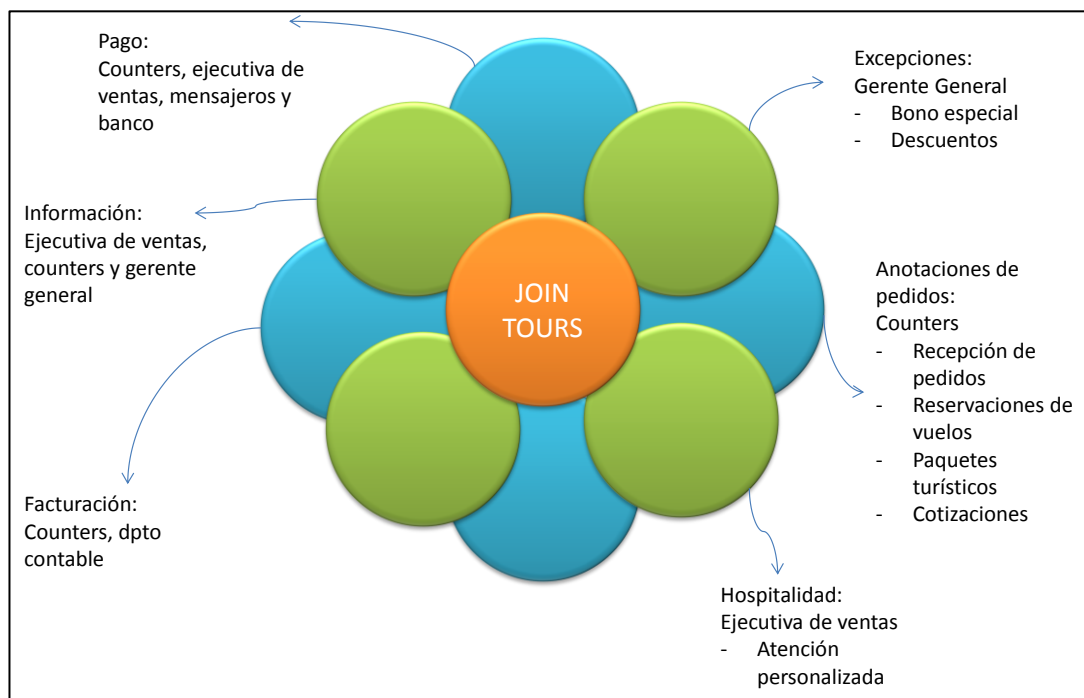 Pago:
Counters, ejecutiva de
ventas, mensajeros y
banco
Excepciones:
Gerente General
- Bono especial
- Descuentos
Información:
Ejecutiva de ventas,
counters y gerente
general
JOIN
TOURS
Anotaciones de
pedidos:
Counters
- Recepción de
pedidos
- Reservaciones de
vuelos
- Paquetes
turísticos
- Cotizaciones
Facturación:
Counters, dpto
contable
Hospitalidad:
Ejecutiva de ventas
- Atención
personalizada